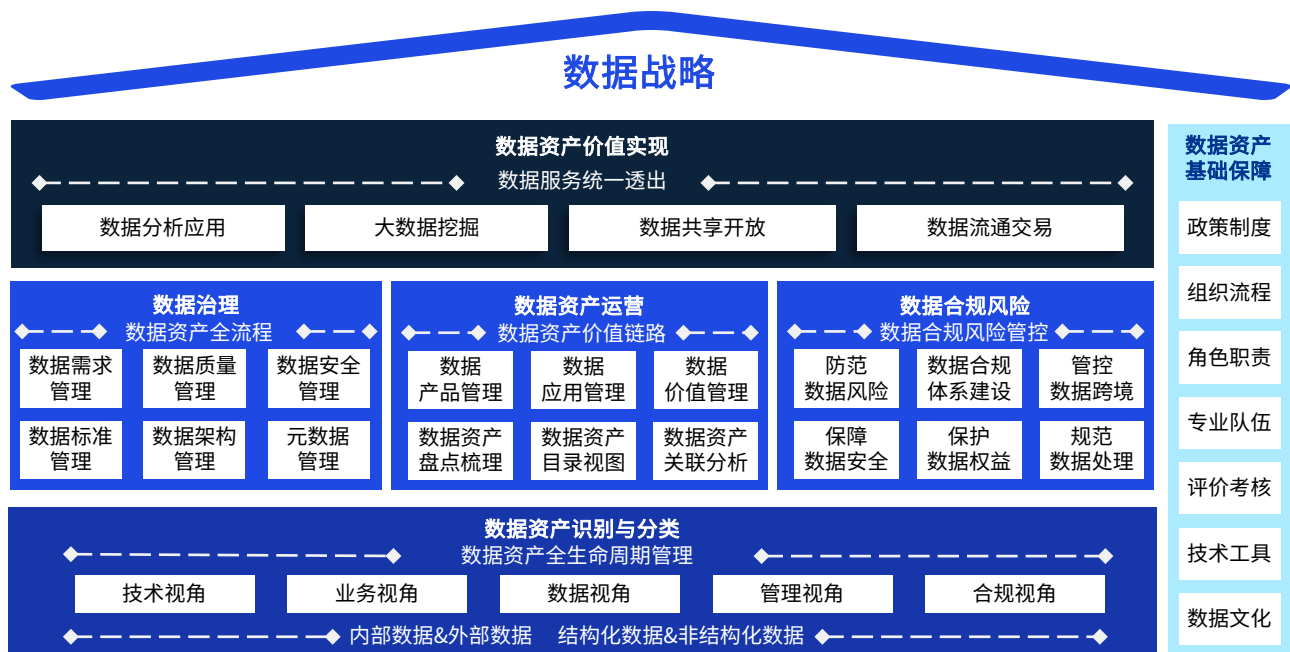 数据战略
数据资产价值实现
数据服务统一透出
数据分析应用
大数据挖掘
数据共享开放
数据流通交易
数据治理
数据资产全流程
数据需求
管理
数据质量
管理
数据安全
管理
数据标准
管理
数据架构
管理
元数据
管理
数据资产运营
数据资产价值链路
数据
产品管理
数据
应用管理
数据
价值管理
数据资产
盘点梳理
数据资产
目录视图
数据资产
关联分析
数据合规风险
数据合规风险管控
防范
数据风险
数据合规
体系建设
管控
数据跨境
保障
数据安全
保护
数据权益
规范
数据处理
数据资产识别与分类
数据资产全生命周期管理
技术视角
业务视角
数据视角
管理视角
合规视角
内部数据&外部数据 结构化数据&非结构化数据
数据资产
基础保障
政策制度
组织流程
角色职责
专业队伍
评价考核
技术工具
数据文化